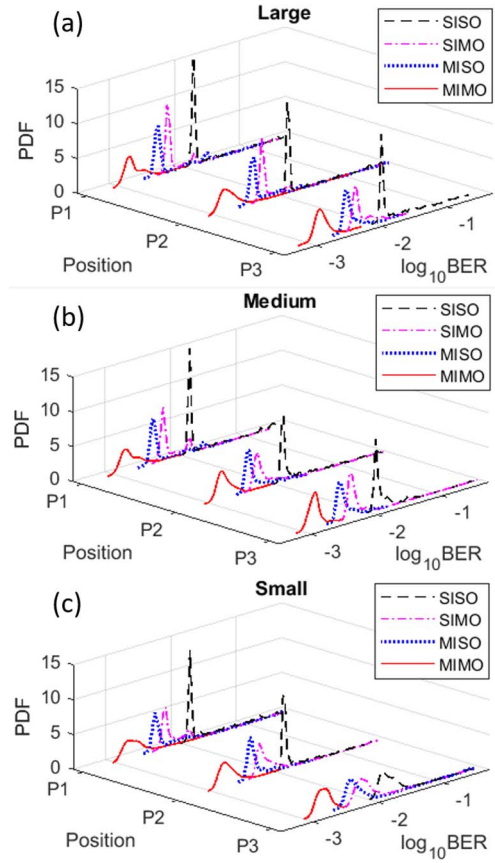 (a)
Large
SISO
SIMO
MISO
MIMO
15
10
5
0
PDF
P1
P2
P3
Position
-3
-2
-1
log10BER
(b)
Medium
SISO
SIMO
MISO
MIMO
15
10
5
0
PDF
P1
P2
P3
Position
-3
-2
-1
log10BER
(c)
Small
SISO
SIMO
MISO
MIMO
15
10
5
0
PDF
P1
P2
P3
Position
-3
-2
-1
log10BER